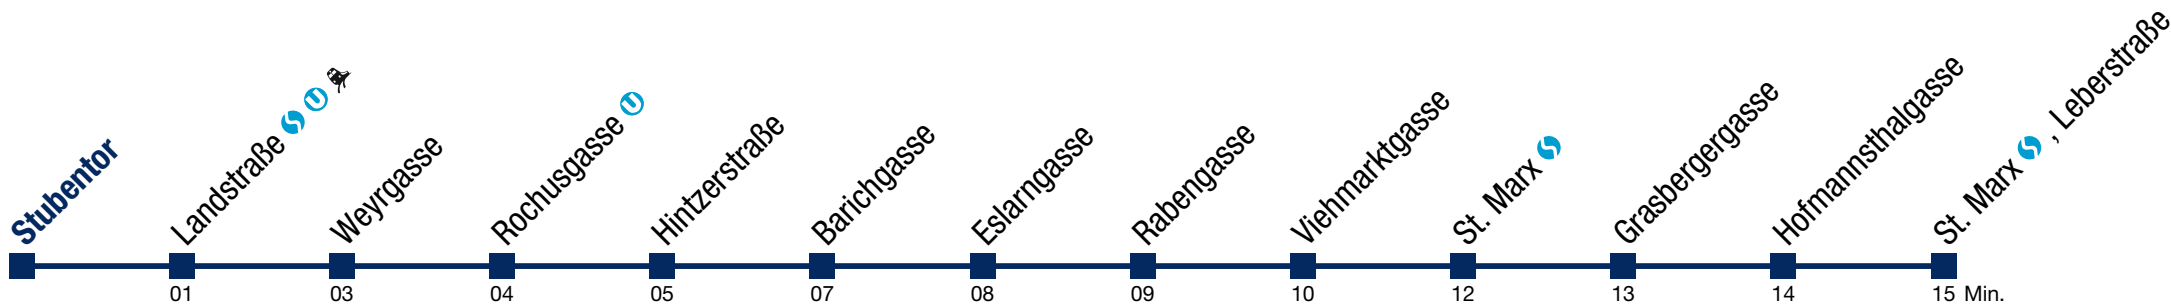 Stubentor
Landstraße
Weyrgasse
Rochusgasse
Hintzerstraße
Barichgasse
Eslarngasse
Rabengasse
Viehmarktgasse
St. Marx
Grasbergergasse
Hofmannsthalgasse
St. Marx , Leberstraße
01 03 04 05 07 08 09 10 12 13 14 15 Min.